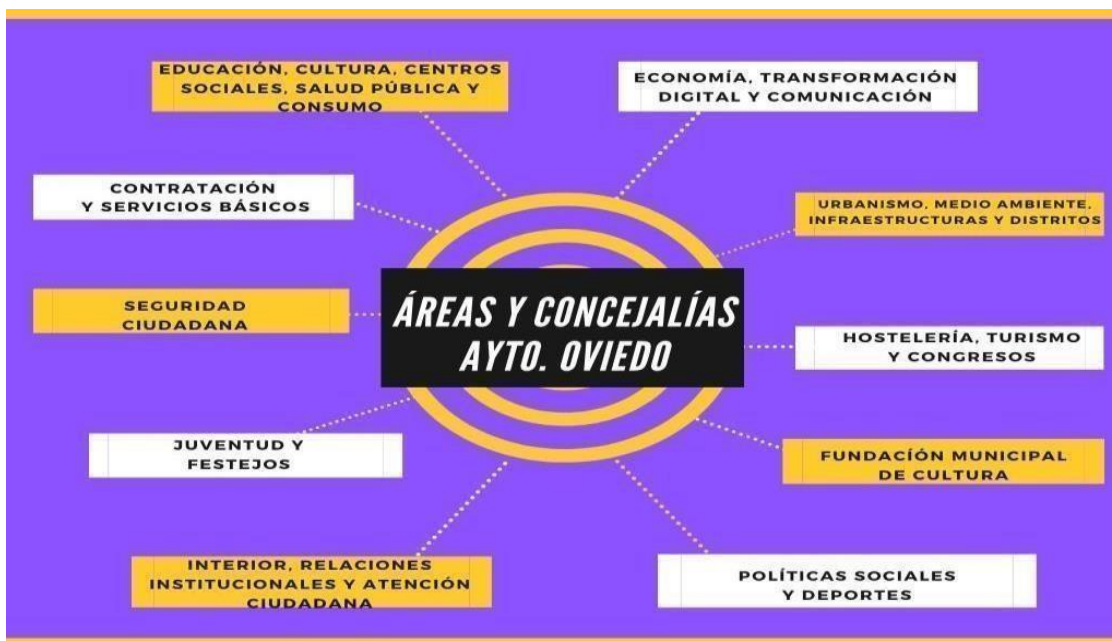 EDUCACIÓN, CULTURA, CENTROS
SOCIALES, SALUD PÚBLICA Y
CONSUMO
ECONOMÍA, TRANSFORMACIÓN
DIGITAL Y COMUNICACIÓN
CONTRATACIÓN
Y SERVICIOS BÁSICOS
URBANISMO, MEDIO AMBIENTE,
INFRAESTRUCTURAS Y DISTRITOS
SEGURIDAD
CIUDADANA
ÁREAS Y CONCEJALÍAS
AYTO. OVIEDO
HOSTELERÍA, TURISMO
Y CONGRESOS
JUVENTUD Y
FESTEJOS
FUNDACÍÓN MUNICIPAL
DE CULTURA
INTERIOR, RELACIONES
INSTITUCIONALES Y ATENCIÓN
CIUDADANA
POLÍTICAS SOCIALES
Y DEPORTES